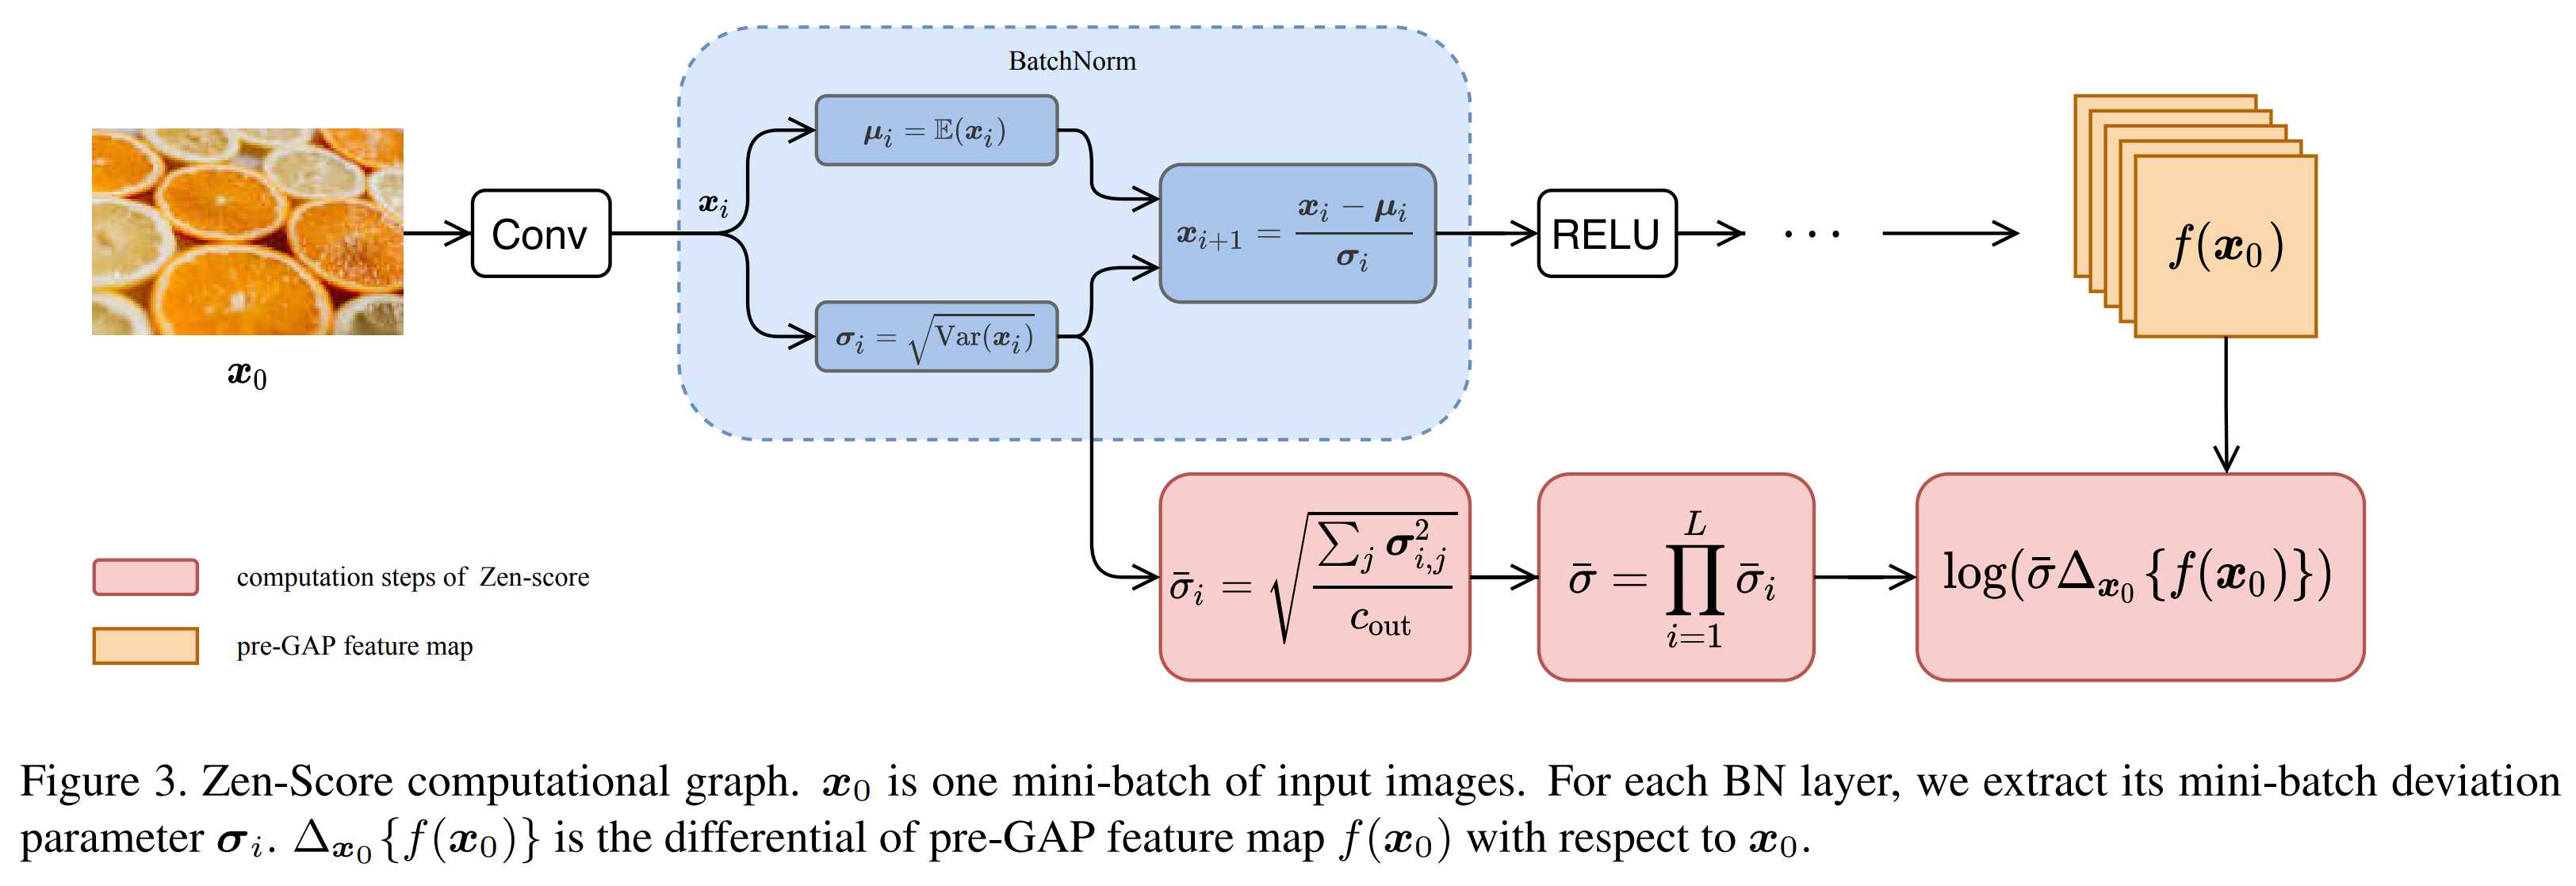 BatchNorm
μ_i = 𝔼(x_i)
x_i
Conv
x_{i+1} = (x_i − μ_i) / σ_i
RELU
· · ·
f(x_0)
σ_i = √Var(x_i)
x_0
σ̄_i = √(∑_j σ²_{i,j} / c_out)
σ̄ = ∏_{i=1}^{L} σ̄_i
log(σ̄Δ_{x_0}{f(x_0)})
computation steps of Zen-score
pre-GAP feature map
Figure 3. Zen-Score computational graph. x_0 is one mini-batch of input images. For each BN layer, we extract its mini-batch deviation
parameter σ_i. Δ_{x_0}{f(x_0)} is the differential of pre-GAP feature map f(x_0) with respect to x_0.